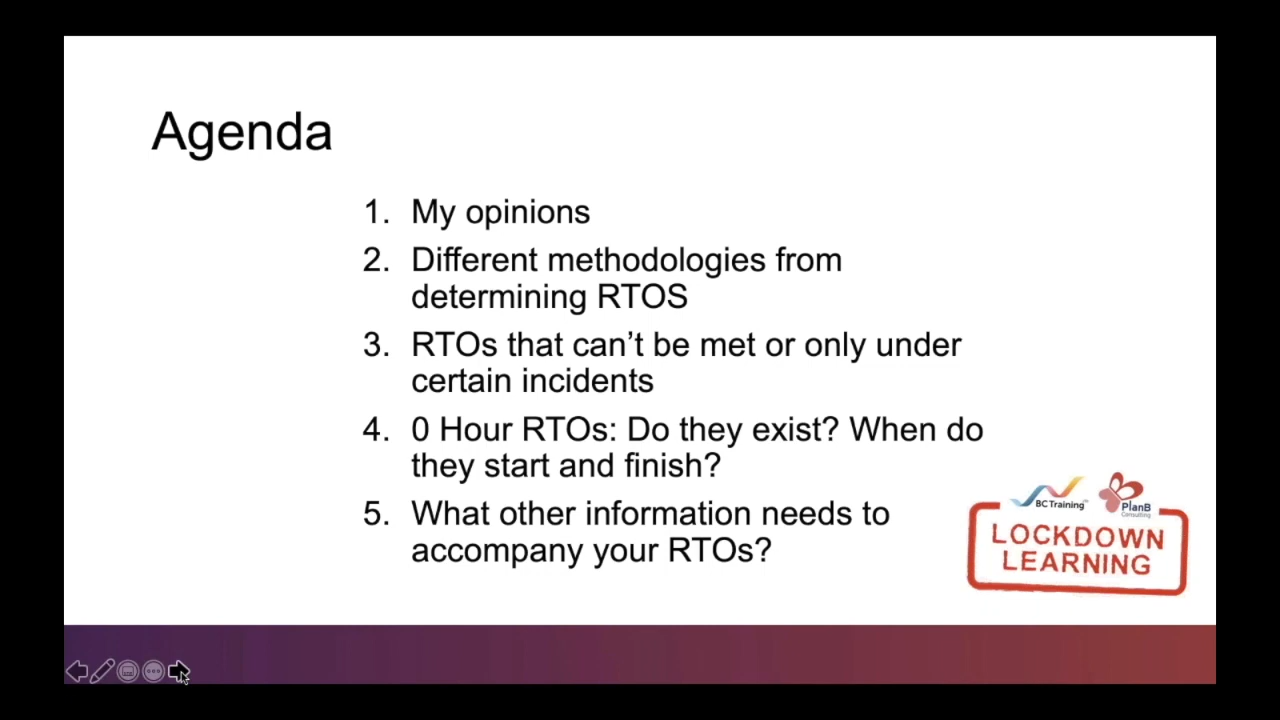 Agenda
1. My opinions
2. Different methodologies from
determining RTOS
3. RTOs that can’t be met or only under
certain incidents
4. 0 Hour RTOs: Do they exist? When do
they start and finish?
5. What other information needs to
accompany your RTOs?
BC Training
PlanB
Consulting
LOCKDOWN
LEARNING